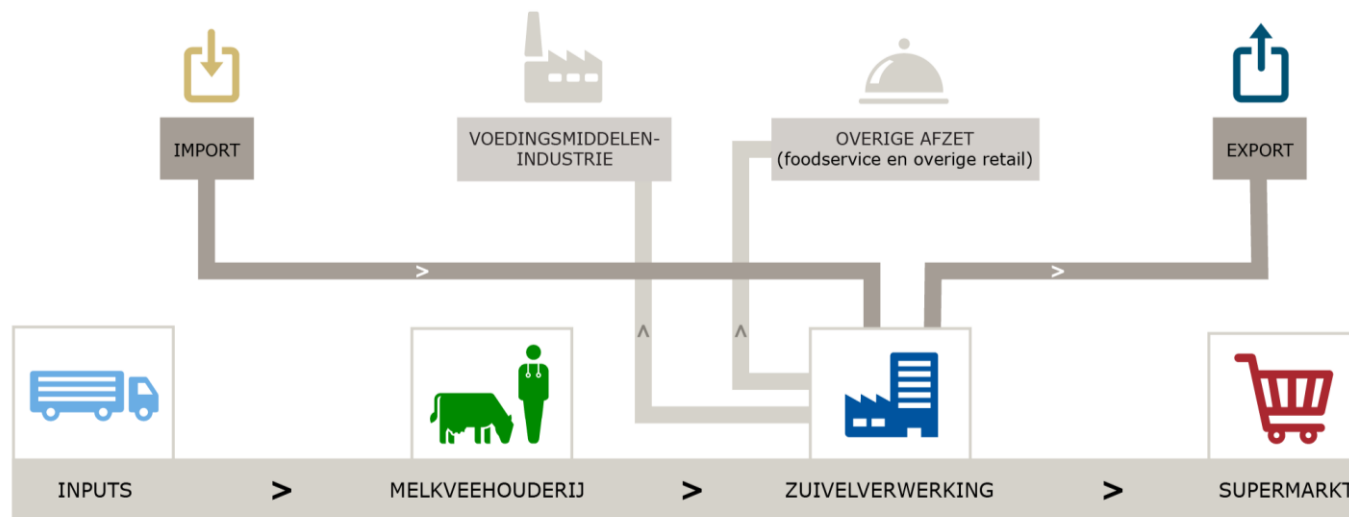 IMPORT
VOEDINGSMIDDELEN-
INDUSTRIE
OVERIGE AFZET
(foodservice en overige retail)
EXPORT
>
>
^
^
INPUTS > MELKVEEHOUDERIJ > ZUIVELVERWERKING > SUPERMARKT